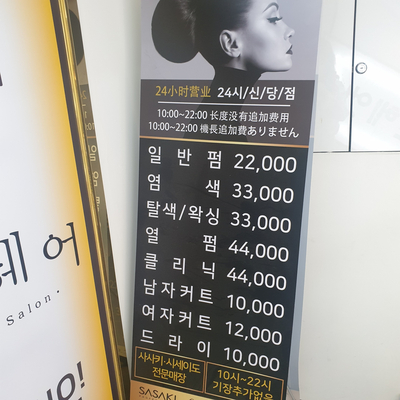 24小时营业 24시/신/당/점
10:00~22:00 长度没有追加费用
10:00~22:00 機長追加費ありません
일반펌 22,000
염색 33,000
탈색/왁싱 33,000
열펌 44,000
클리닉 44,000
남자커트 10,000
여자커트 12,000
드라이 10,000
사사키·시세이도
전문매장
10시~22시
기장추가없음
SASAKI
헤어
Salon